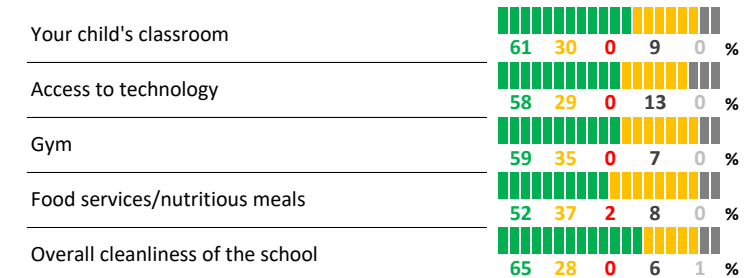 Your child's classroom
61 30 0 9 0 %
Access to technology
58 29 0 13 0 %
Gym
59 35 0 7 0 %
Food services/nutritious meals
52 37 2 8 0 %
Overall cleanliness of the school
65 28 0 6 1 %